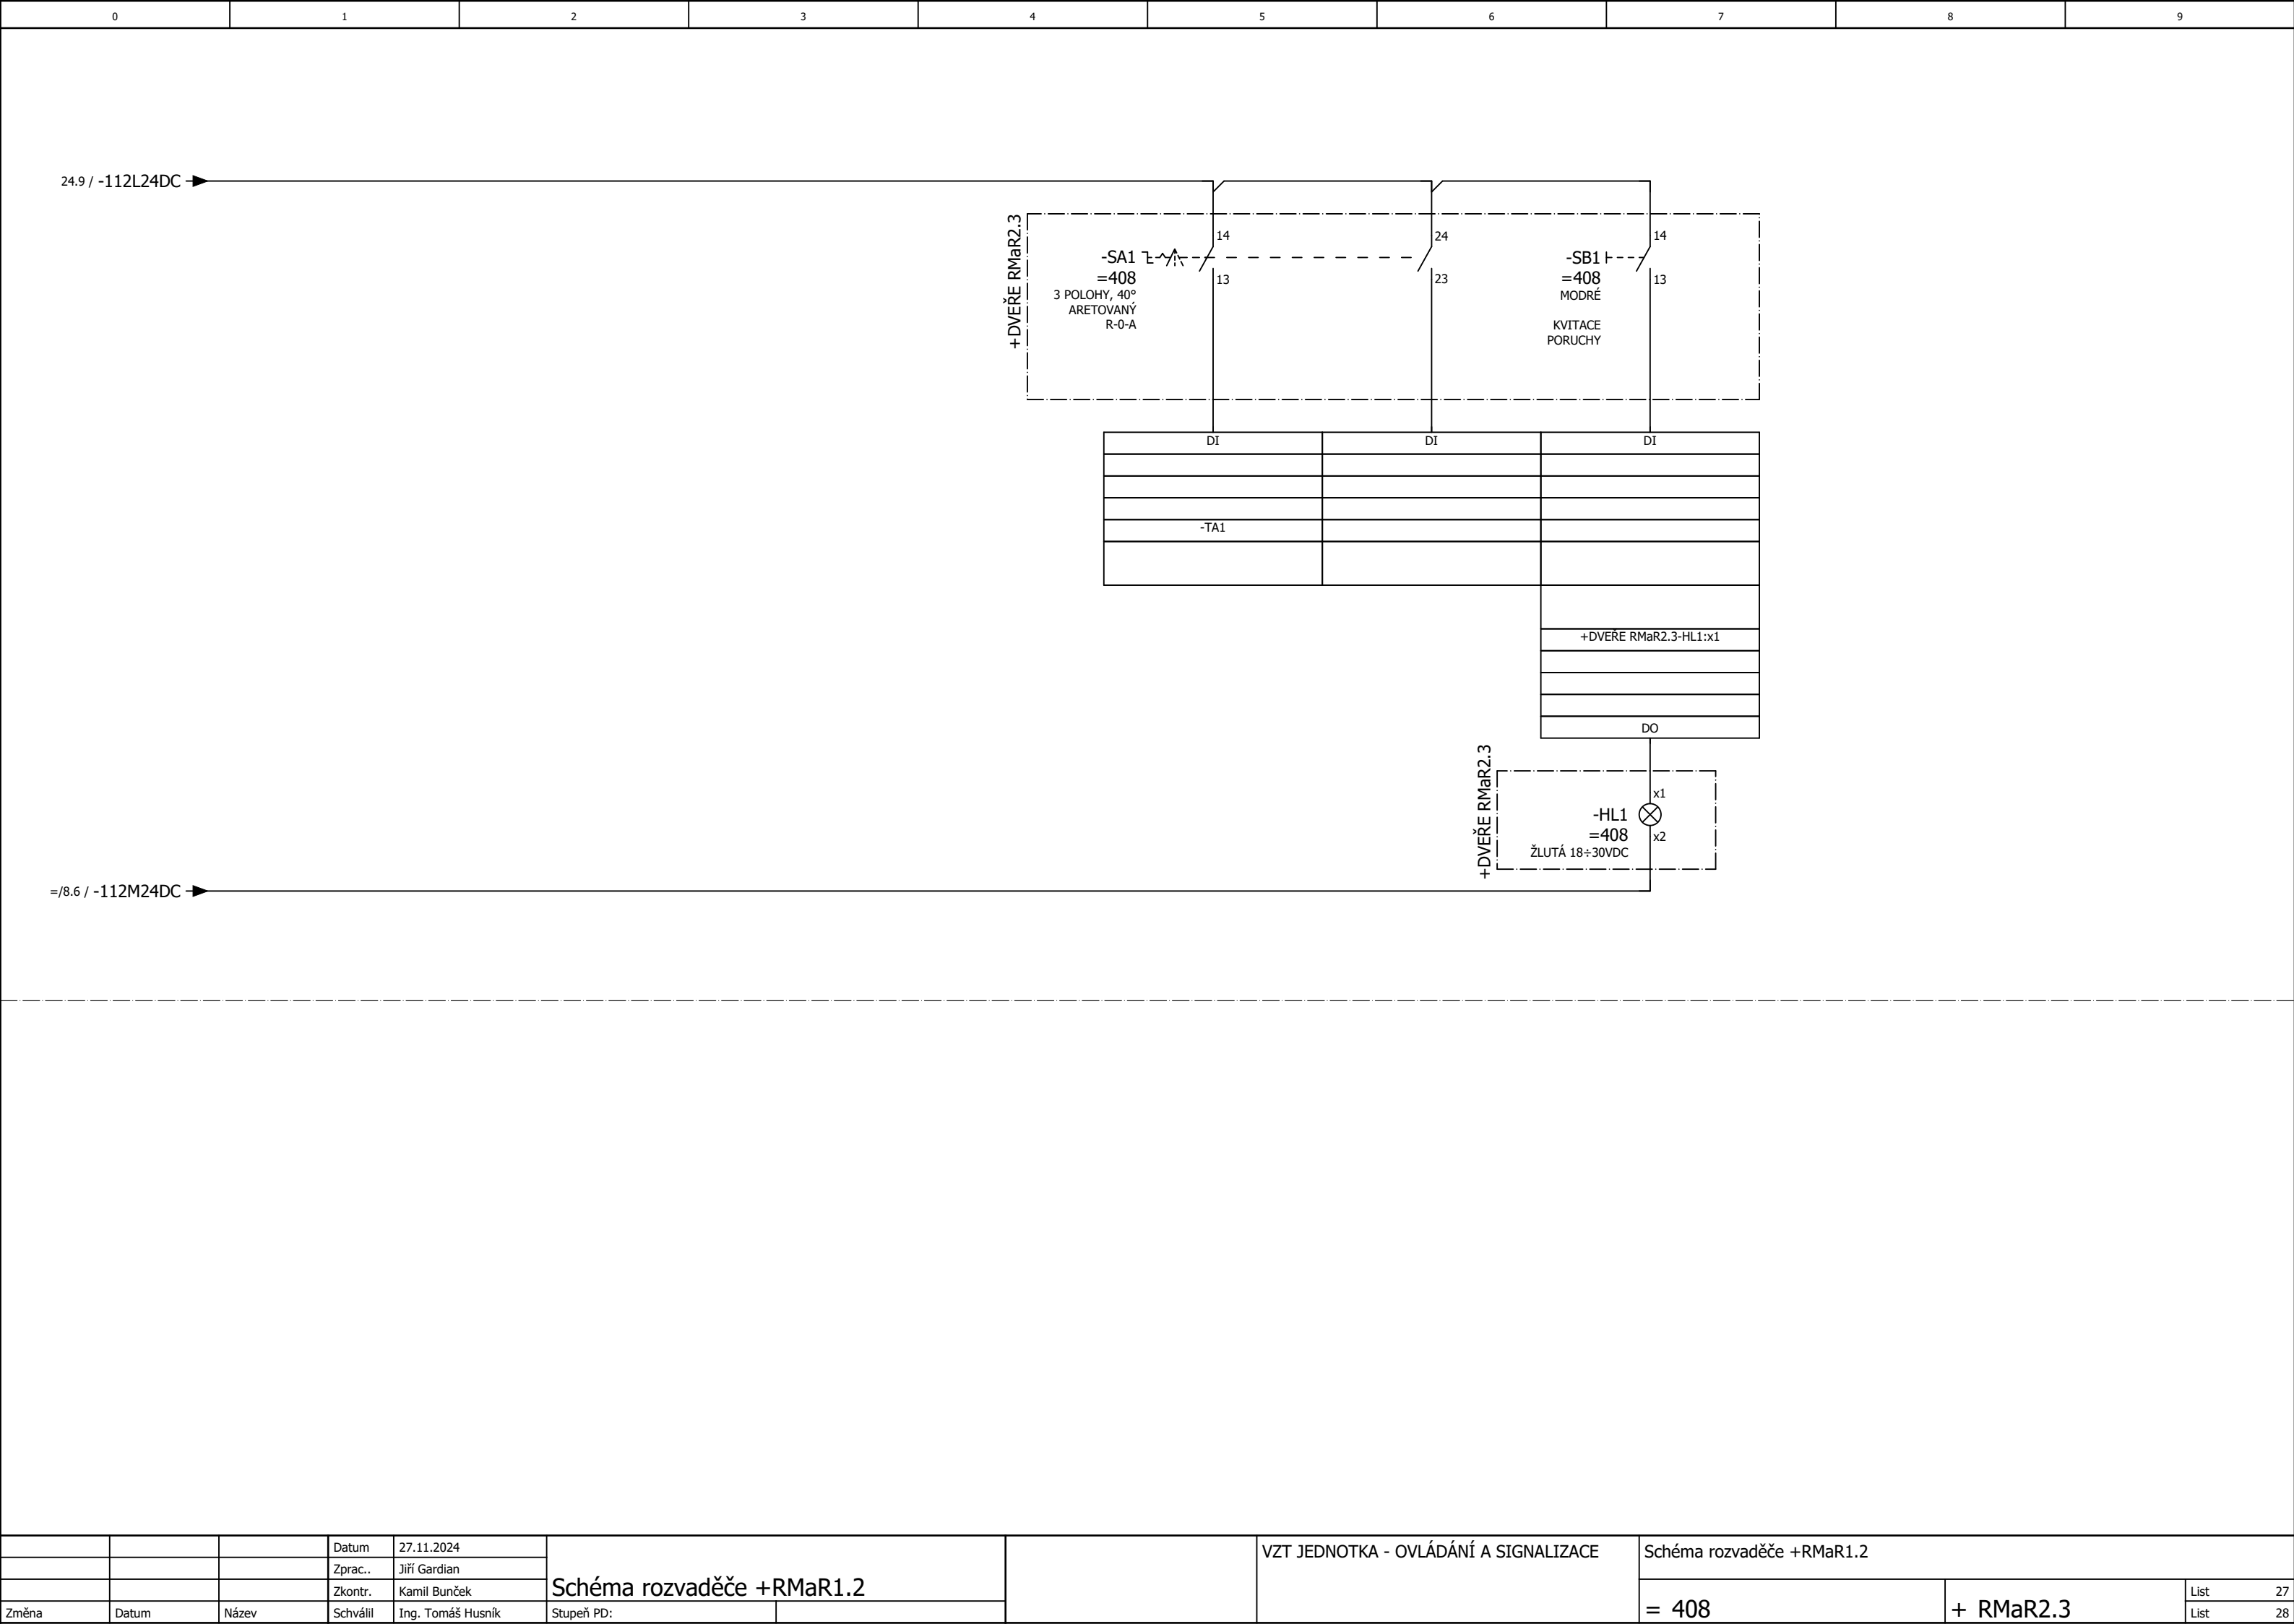 0 1 2 3 4 5 6 7 8 9
24.9 / -112L24DC
+DVEŘE RMaR2.3
-SA1
=408
3 POLOHY, 40°
ARETOVANÝ
R-0-A
14
13
24
23
-SB1
=408
MODRÉ
KVITACE
PORUCHY
14
13
DI DI DI
-TA1
+DVEŘE RMaR2.3-HL1:x1
DO
+DVEŘE RMaR2.3
-HL1
=408
ŽLUTÁ 18÷30VDC
x1
x2
=/8.6 / -112M24DC
Datum 27.11.2024
Zprac.. Jiří Gardian
Zkontr. Kamil Bunček
Změna Datum Název Schválil Ing. Tomáš Husník
Schéma rozvaděče +RMaR1.2
Stupeň PD:
VZT JEDNOTKA - OVLÁDÁNÍ A SIGNALIZACE
Schéma rozvaděče +RMaR1.2
= 408
+ RMaR2.3
List 27
List 28